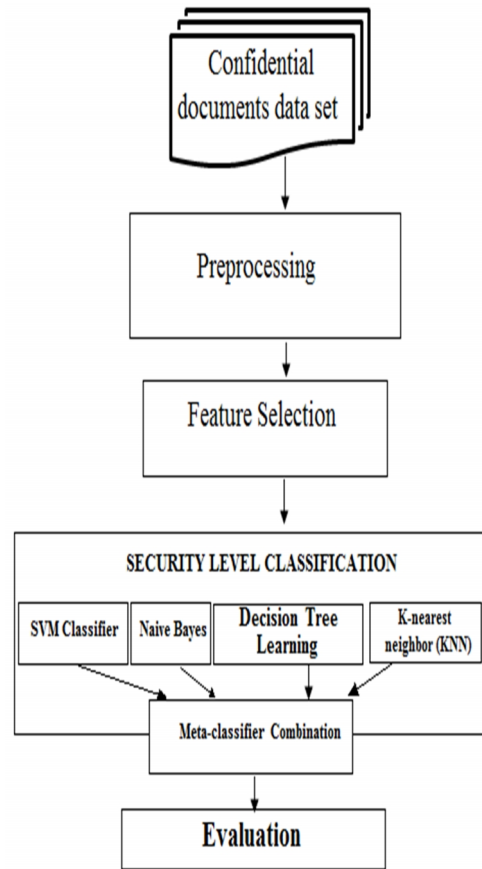 Confidential
documents data set
Preprocessing
Feature Selection
SECURITY LEVEL CLASSIFICATION
SVM Classifier
Naive Bayes
Decision Tree
Learning
K-nearest
neighbor (KNN)
Meta-classifier Combination
Evaluation